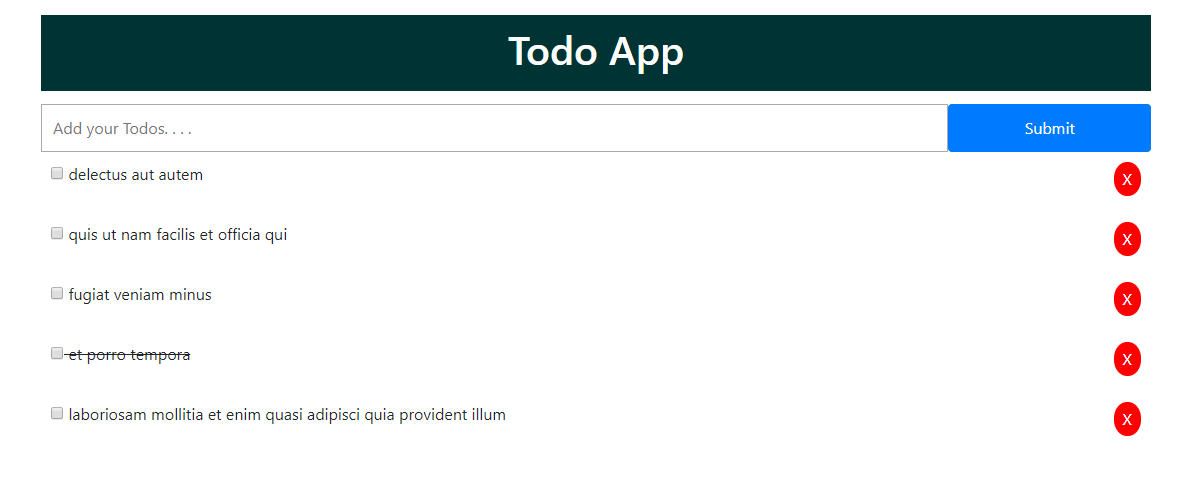 Todo App
Add your Todos. . . .
Submit
delectus aut autem
X
quis ut nam facilis et officia qui
X
fugiat veniam minus
X
et porro tempora
X
laboriosam mollitia et enim quasi adipisci quia provident illum
X